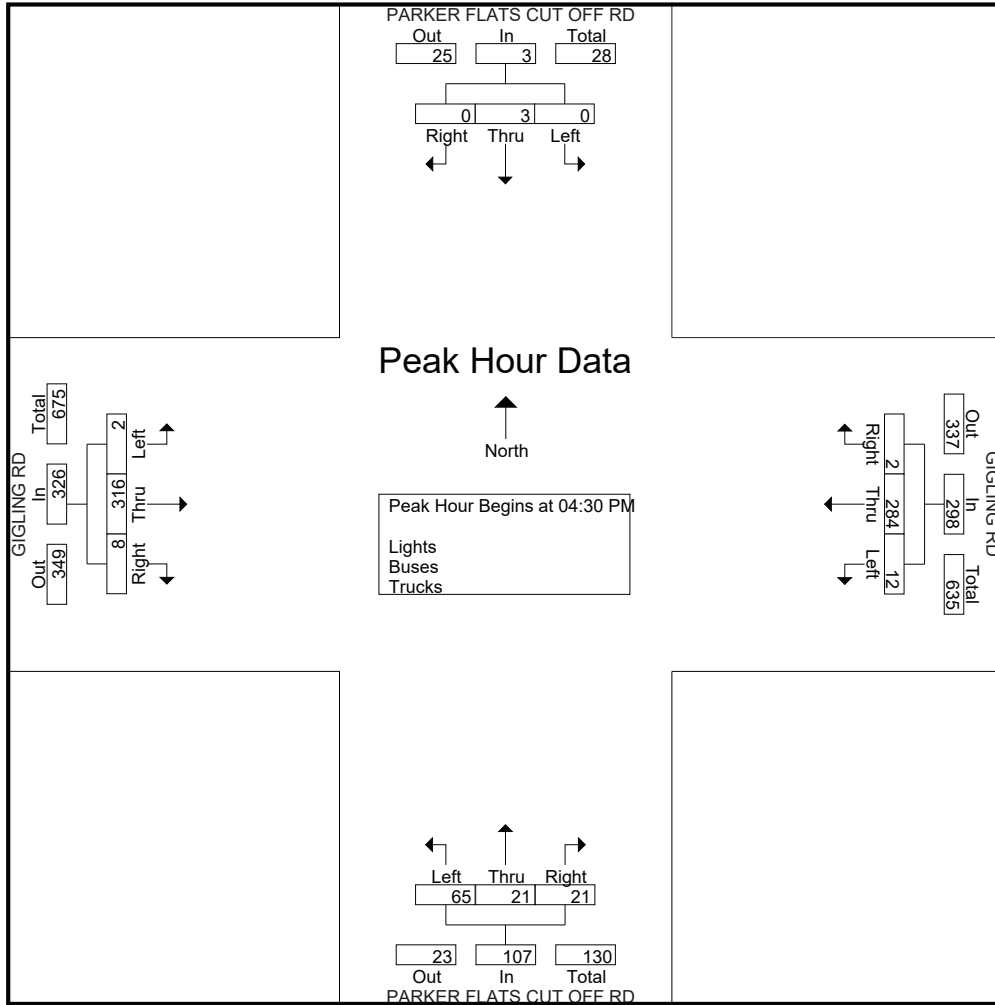 PARKER FLATS CUT OFF RD
Out In Total
25 3 28
0 3 0
Right Thru Left
Peak Hour Data
North
Peak Hour Begins at 04:30 PM
Lights
Buses
Trucks
GIGLING RD
Out In Total
349 326 675
8 316 2
Right Thru Left
GIGLING RD
Out In Total
337 298 635
2 284 12
Right Thru Left
Left Thru Right
65 21 21
23 107 130
Out In Total
PARKER FLATS CUT OFF RD